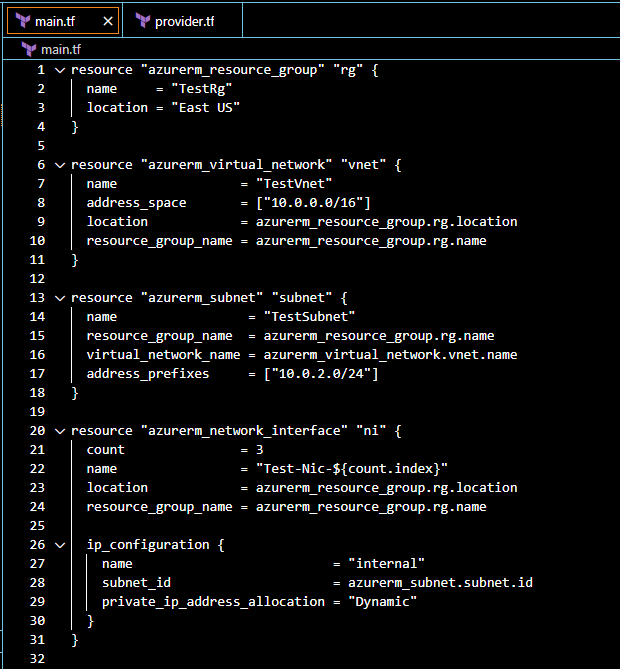 main.tf × provider.tf
main.tf
1 resource "azurerm_resource_group" "rg" {
2   name     = "TestRg"
3   location = "East US"
4 }
5
6 resource "azurerm_virtual_network" "vnet" {
7   name                = "TestVnet"
8   address_space       = ["10.0.0.0/16"]
9   location            = azurerm_resource_group.rg.location
10   resource_group_name = azurerm_resource_group.rg.name
11 }
12
13 resource "azurerm_subnet" "subnet" {
14   name                 = "TestSubnet"
15   resource_group_name  = azurerm_resource_group.rg.name
16   virtual_network_name = azurerm_virtual_network.vnet.name
17   address_prefixes     = ["10.0.2.0/24"]
18 }
19
20 resource "azurerm_network_interface" "ni" {
21   count               = 3
22   name                = "Test-Nic-${count.index}"
23   location            = azurerm_resource_group.rg.location
24   resource_group_name = azurerm_resource_group.rg.name
25
26   ip_configuration {
27     name                          = "internal"
28     subnet_id                     = azurerm_subnet.subnet.id
29     private_ip_address_allocation = "Dynamic"
30   }
31 }
32